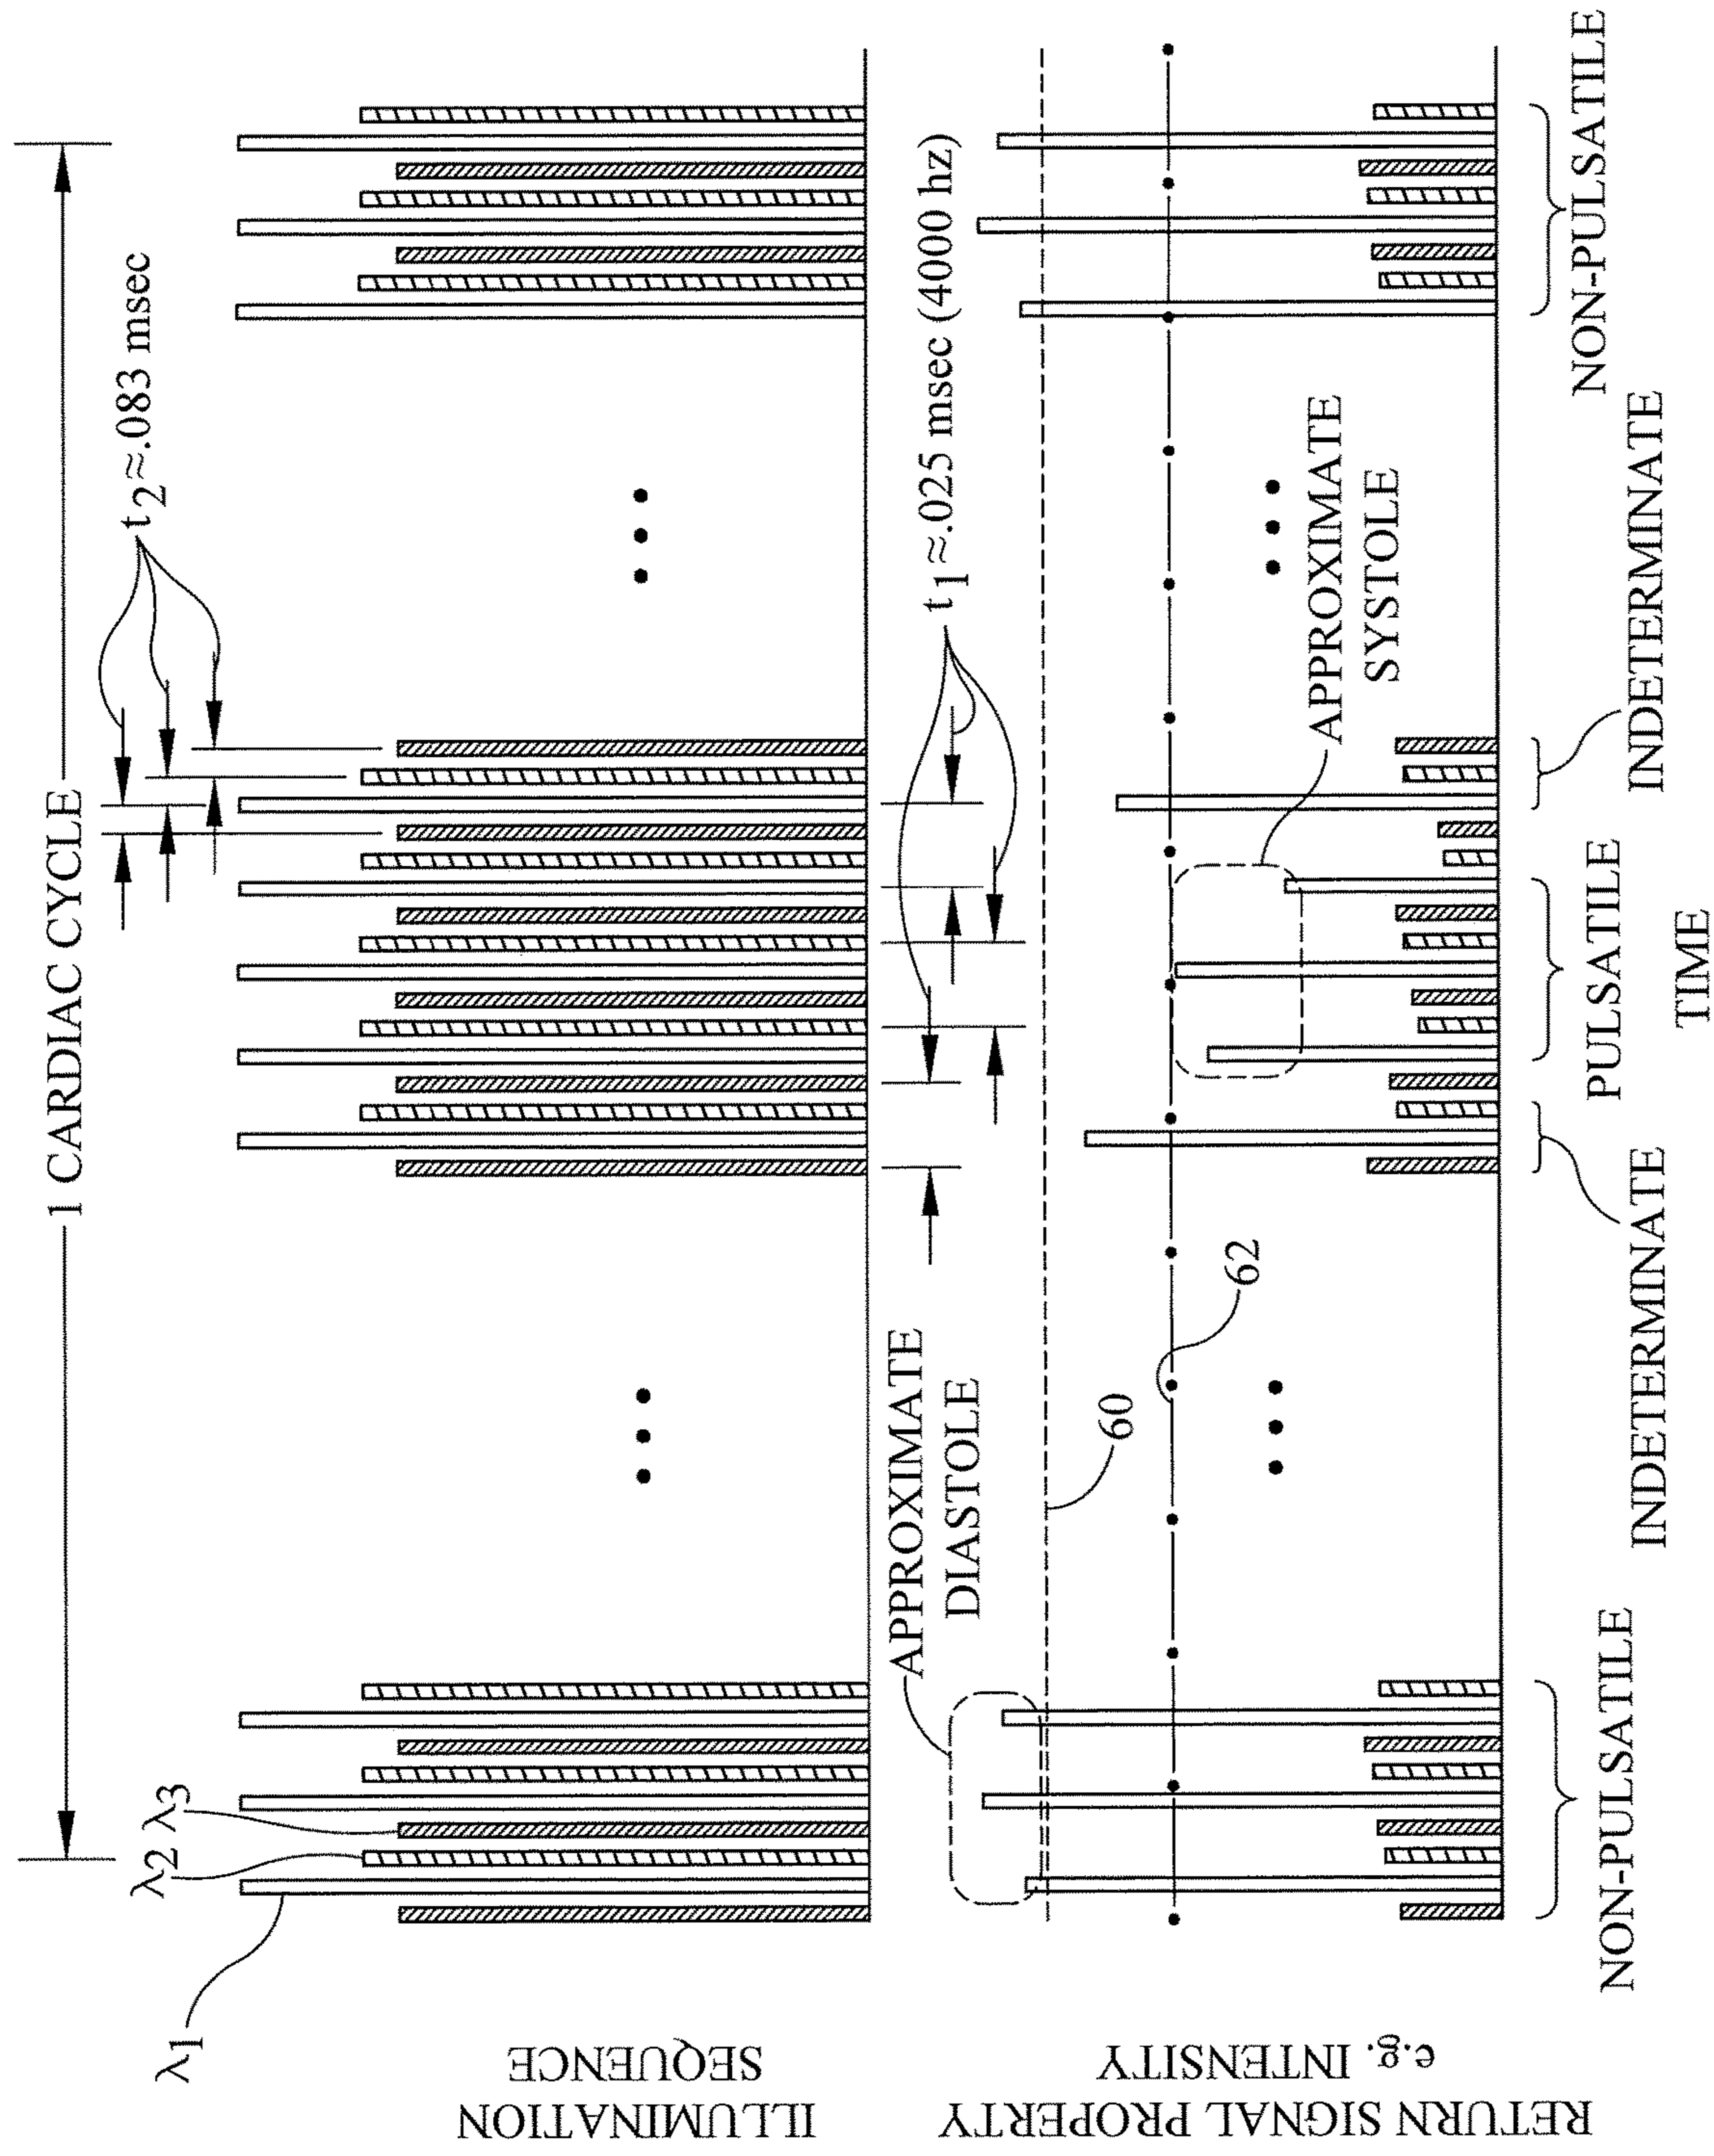 1 CARDIAC CYCLE
t2≈.083 msec
λ1
λ2
λ3
ILLUMINATION
SEQUENCE
t1≈.025 msec (4000 hz)
APPROXIMATE
DIASTOLE
60
62
APPROXIMATE
SYSTOLE
RETURN SIGNAL PROPERTY
e.g. INTENSITY
NON-PULSATILE
INDETERMINATE
PULSATILE
INDETERMINATE
NON-PULSATILE
TIME